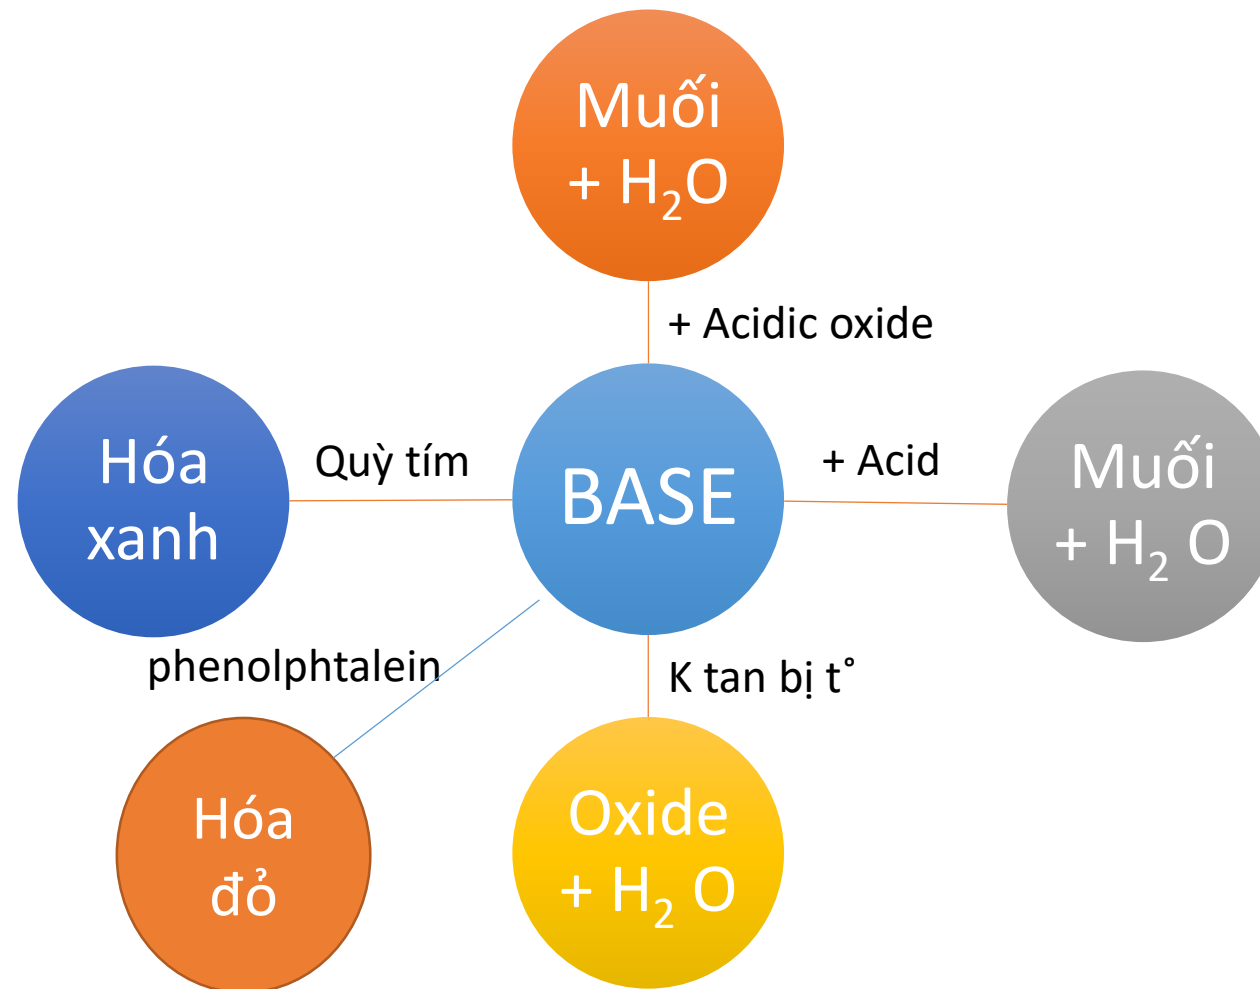 Muối
+ H₂O
+ Acidic oxide
Hóa
xanh
Quỳ tím
BASE
+ Acid
Muối
+ H₂ O
phenolphtalein
K tan bị t°
Hóa
đỏ
Oxide
+ H₂ O